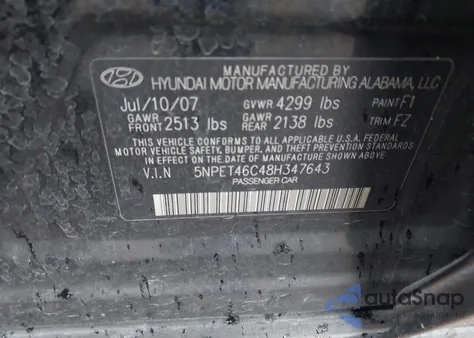 MANUFACTURED BY
HYUNDAI MOTOR MANUFACTURING ALABAMA, LLC
Jul/10/07 GVWR 4299 lbs PAINT F1
GAWR FRONT 2513 lbs GAWR REAR 2138 lbs TRIM FZ
THIS VEHICLE CONFORMS TO ALL APPLICABLE U.S.A. FEDERAL
MOTOR VEHICLE SAFETY, BUMPER, AND THEFT PREVENTION STANDARDS
IN EFFECT ON THE DATE OF MANUFACTURE SHOWN ABOVE.
V.I.N 5NPET46C48H347643
PASSENGER CAR
autoSnap